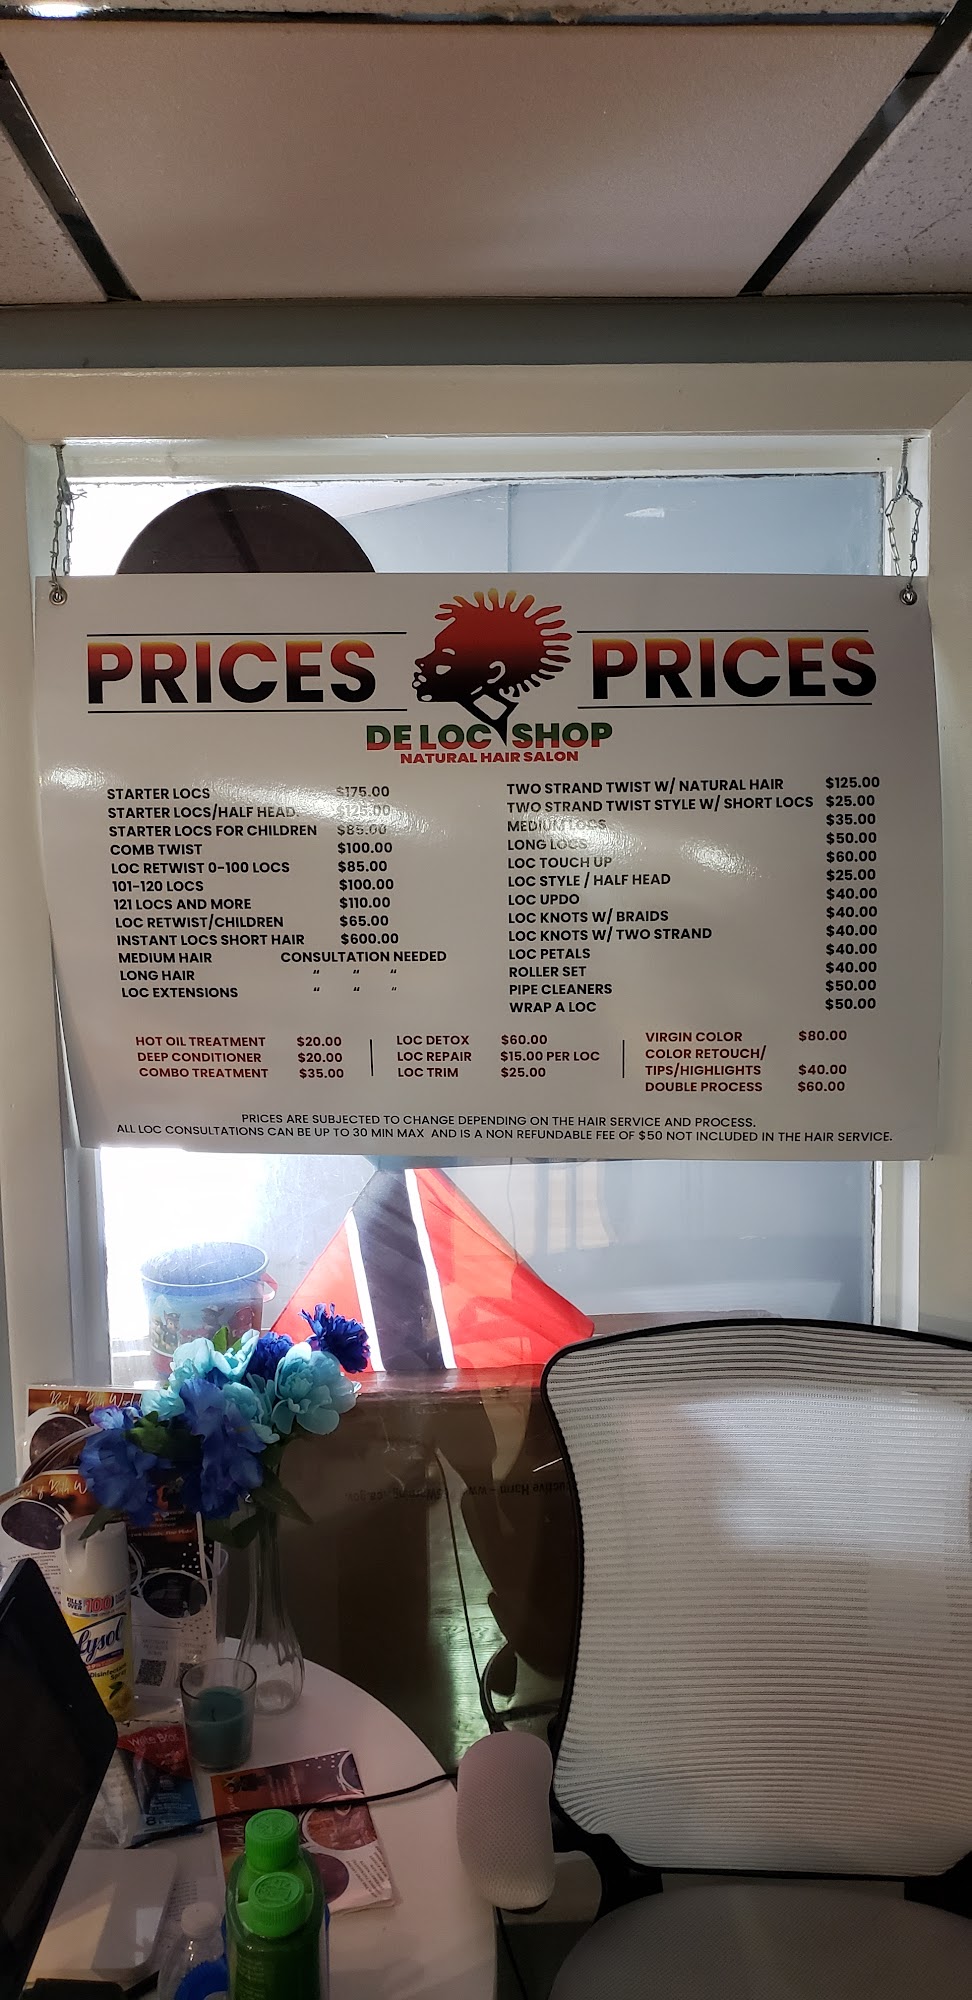 PRICES PRICES
DE LOC SHOP
NATURAL HAIR SALON
STARTER LOCS $175.00
STARTER LOCS/HALF HEAD. $125.00
STARTER LOCS FOR CHILDREN $85.00
COMB TWIST $100.00
LOC RETWIST 0-100 LOCS $85.00
101-120 LOCS $100.00
121 LOCS AND MORE $110.00
LOC RETWIST/CHILDREN $65.00
INSTANT LOCS SHORT HAIR $600.00
MEDIUM HAIR CONSULTATION NEEDED
LONG HAIR " " "
LOC EXTENSIONS " " "
TWO STRAND TWIST W/ NATURAL HAIR $125.00
TWO STRAND TWIST STYLE W/ SHORT LOCS $25.00
MEDIUM LOCS $35.00
LONG LOCS $50.00
LOC TOUCH UP $60.00
LOC STYLE / HALF HEAD $25.00
LOC UPDO $40.00
LOC KNOTS W/ BRAIDS $40.00
LOC KNOTS W/ TWO STRAND $40.00
LOC PETALS $40.00
ROLLER SET $40.00
PIPE CLEANERS $50.00
WRAP A LOC $50.00
HOT OIL TREATMENT $20.00
DEEP CONDITIONER $20.00
COMBO TREATMENT $35.00
LOC DETOX $60.00
LOC REPAIR $15.00 PER LOC
LOC TRIM $25.00
VIRGIN COLOR $80.00
COLOR RETOUCH/
TIPS/HIGHLIGHTS $40.00
DOUBLE PROCESS $60.00
PRICES ARE SUBJECTED TO CHANGE DEPENDING ON THE HAIR SERVICE AND PROCESS.
ALL LOC CONSULTATIONS CAN BE UP TO 30 MIN MAX AND IS A NON REFUNDABLE FEE OF $50 NOT INCLUDED IN THE HAIR SERVICE.
Best of Both
KILLS
OVER 100
Lysol
Disinfectant
Spray